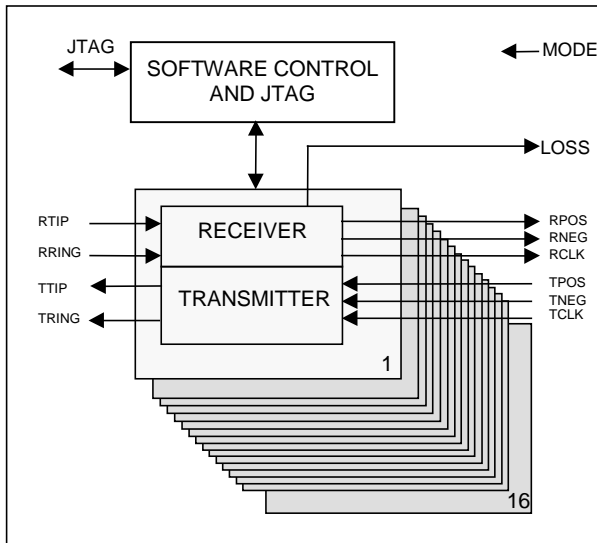 JTAG
SOFTWARE CONTROL
AND JTAG
MODE
LOSS
RTIP
RECEIVER
RPOS
RNEG
RRING
RCLK
TTIP
TRANSMITTER
TPOS
TNEG
TRING
TCLK
1
16